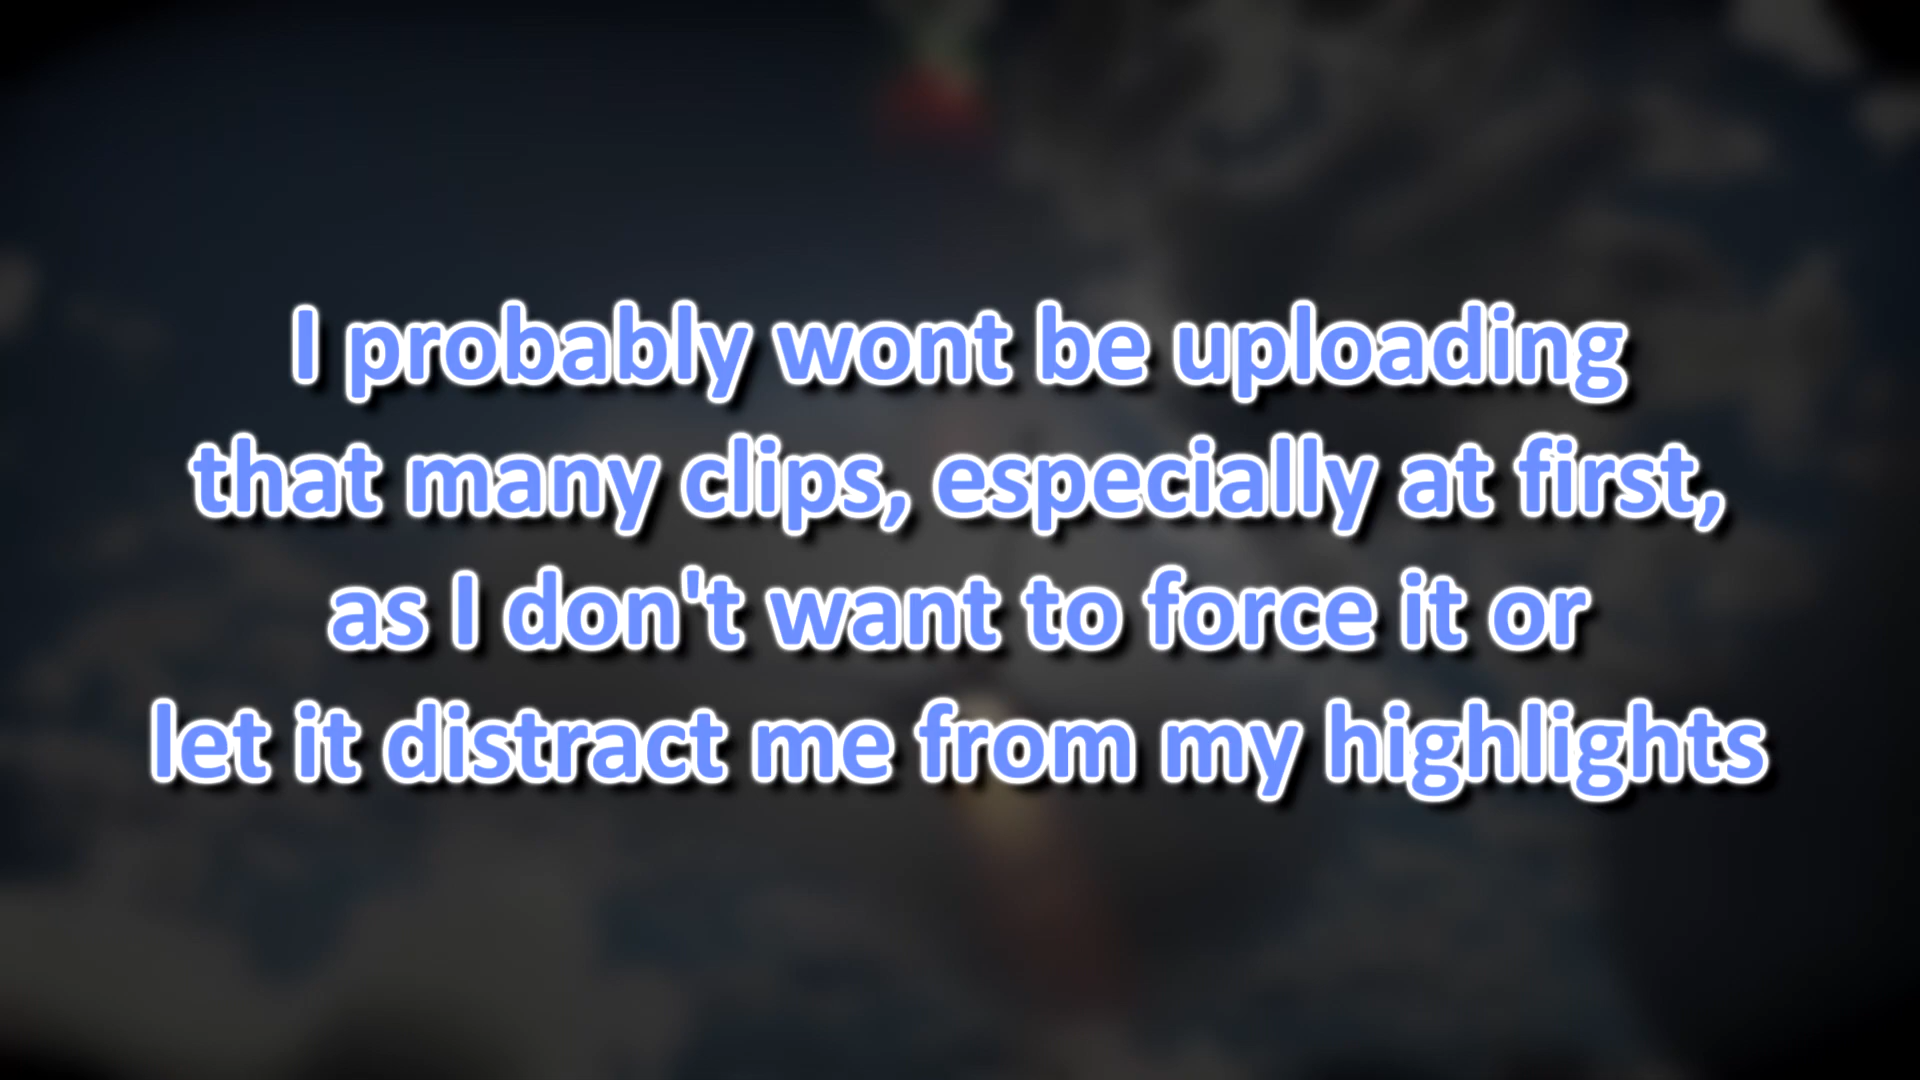 I probably wont be uploading
that many clips, especially at first,
as I don't want to force it or
let it distract me from my highlights